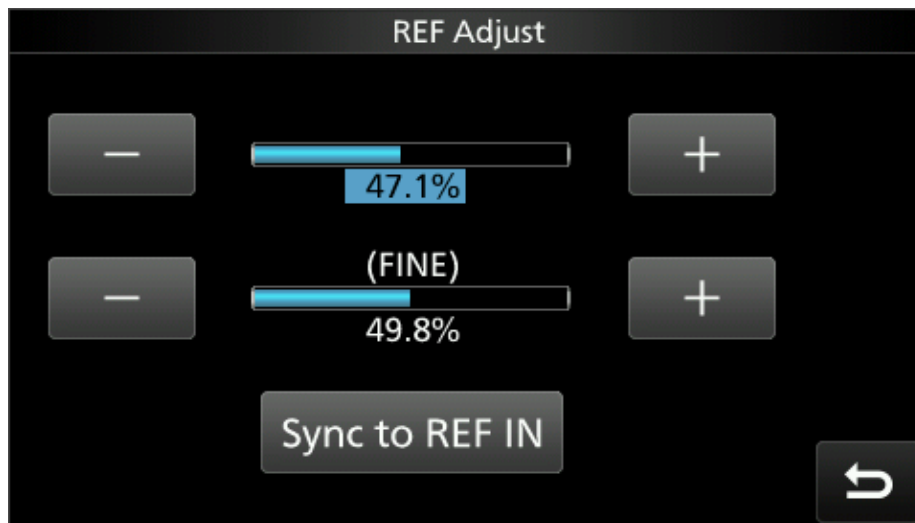 REF Adjust
− +
47.1%
(FINE)
− +
49.8%
Sync to REF IN